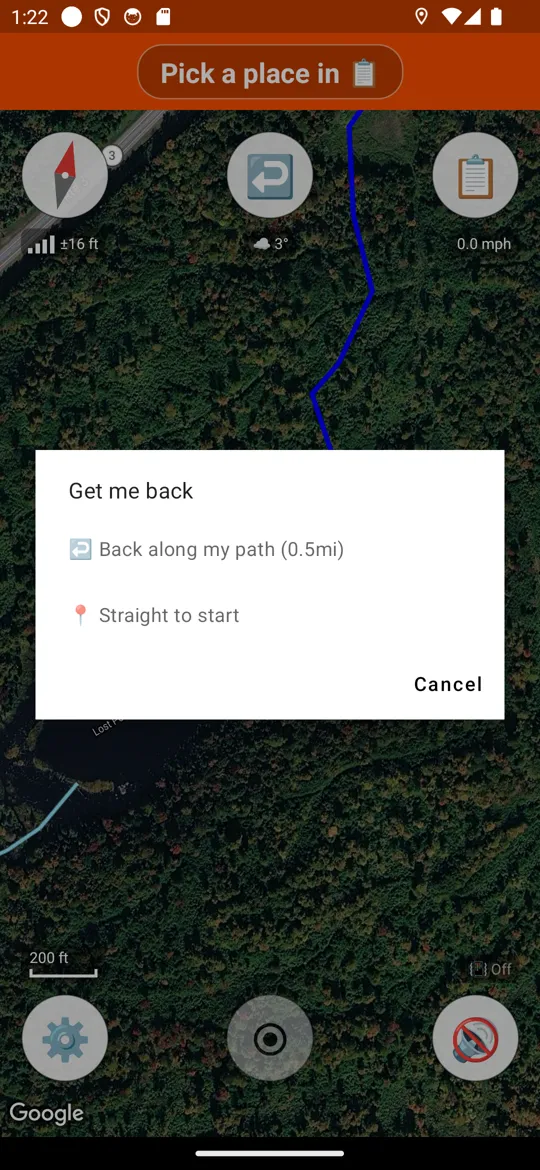 1:22
Pick a place in
3
±16 ft
3°
0.0 mph
Get me back
Back along my path (0.5mi)
Straight to start
Cancel
Lost
200 ft
Off
Google